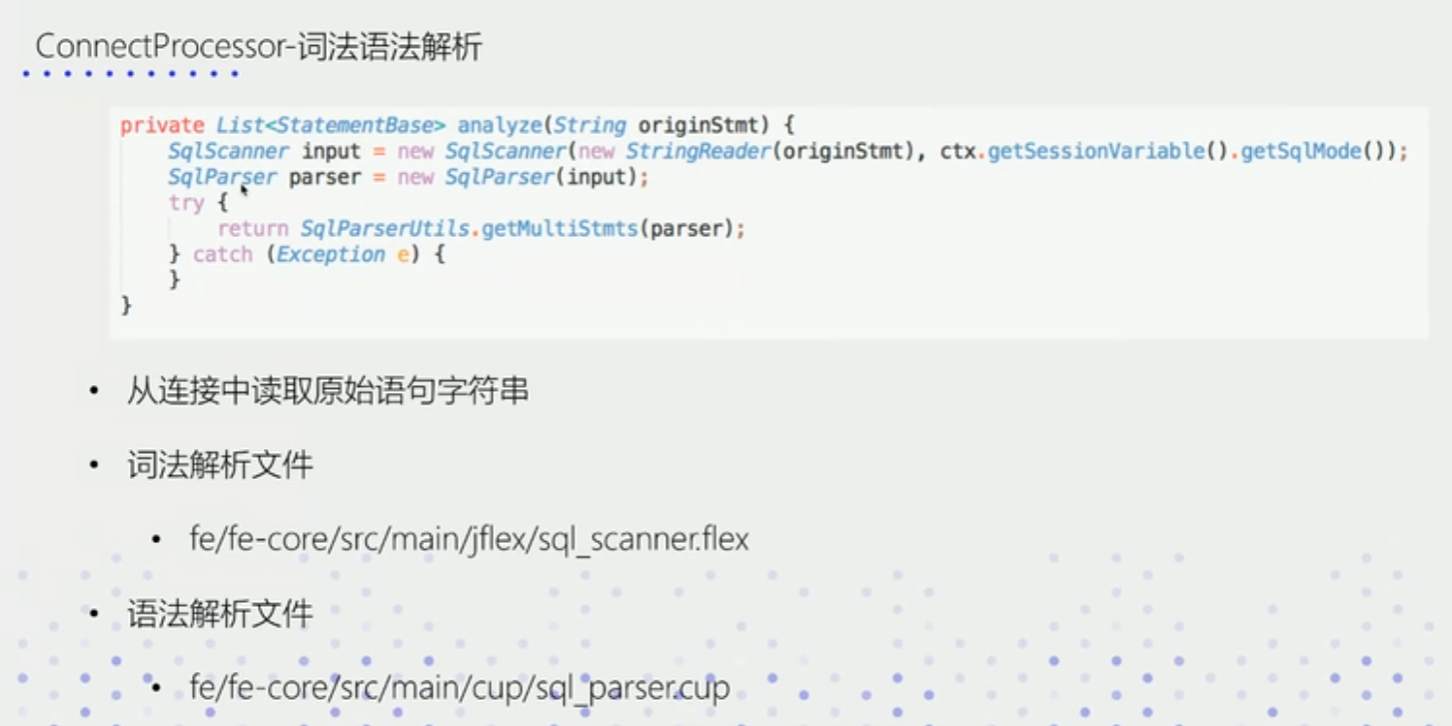 ConnectProcessor-词法语法解析
private List<StatementBase> analyze(String originStmt) {
    SqlScanner input = new SqlScanner(new StringReader(originStmt), ctx.getSessionVariable().getSqlMode());
    SqlParser parser = new SqlParser(input);
    try {
        return SqlParserUtils.getMultiStmts(parser);
    } catch (Exception e) {
    }
}
• 从连接中读取原始语句字符串
• 词法解析文件
• fe/fe-core/src/main/jflex/sql_scanner.flex
• 语法解析文件
• fe/fe-core/src/main/cup/sql_parser.cup